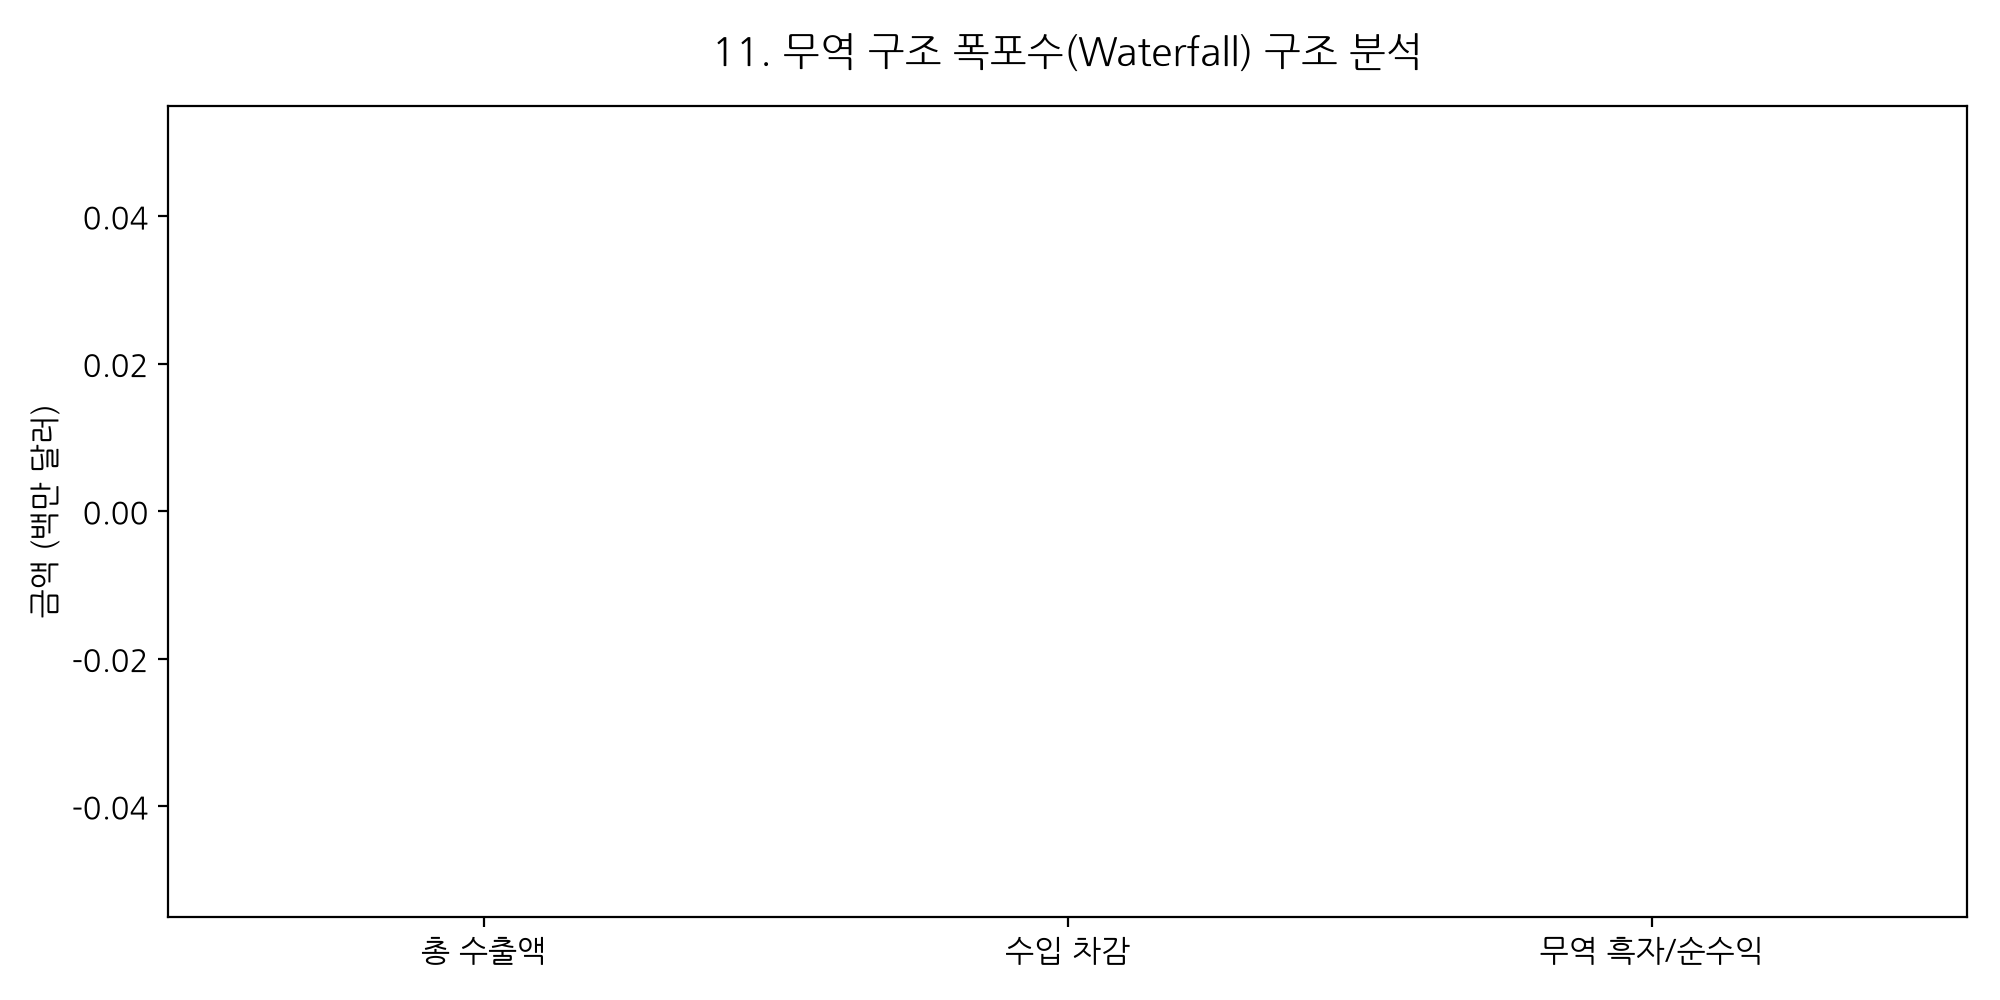 11. 무역 구조 폭포수(Waterfall) 구조 분석
금액 (백만 달러)
0.04
0.02
0.00
-0.02
-0.04
총 수출액
수입 차감
무역 흑자/순수익